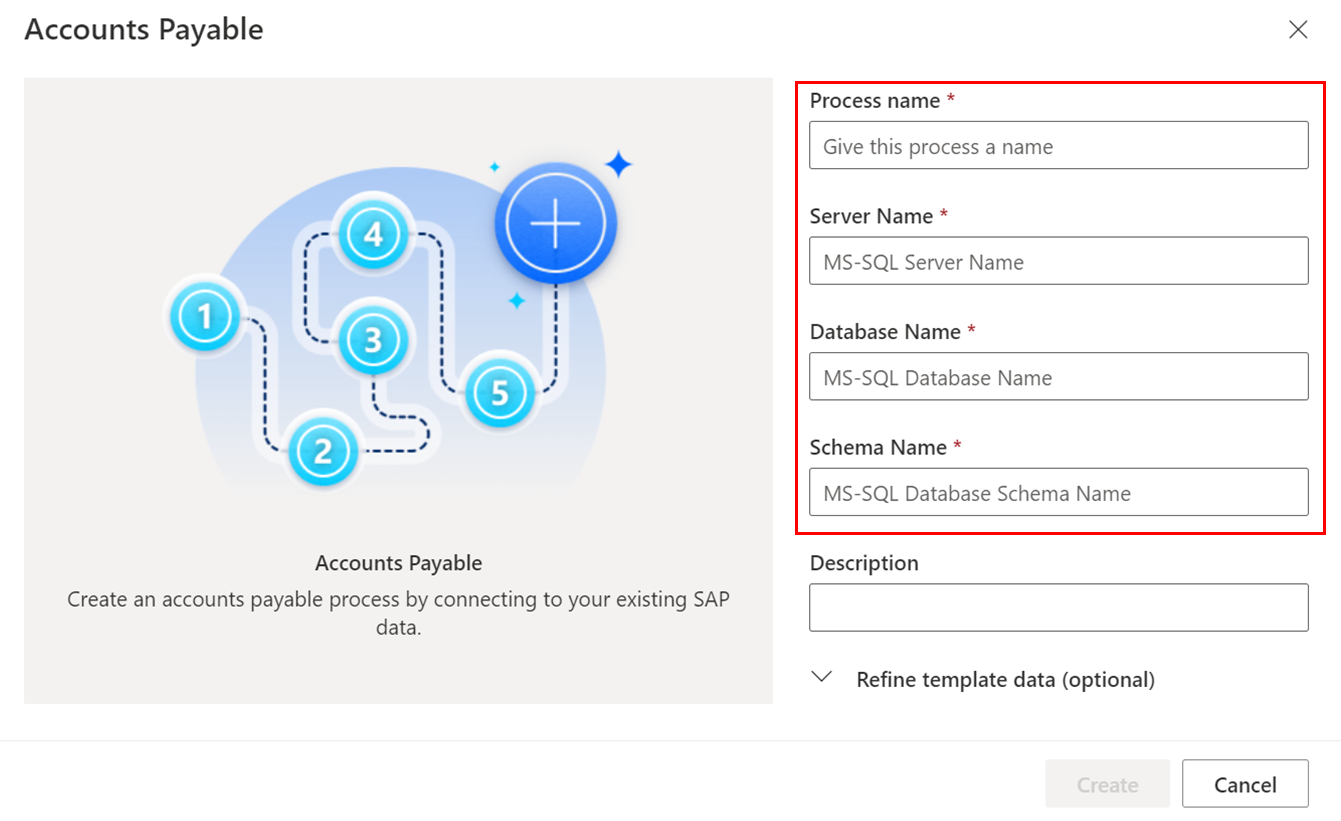 Accounts Payable
1
2
3
4
5
Accounts Payable
Create an accounts payable process by connecting to your existing SAP
data.
Process name *
Give this process a name
Server Name *
MS-SQL Server Name
Database Name *
MS-SQL Database Name
Schema Name *
MS-SQL Database Schema Name
Description
Refine template data (optional)
Create
Cancel